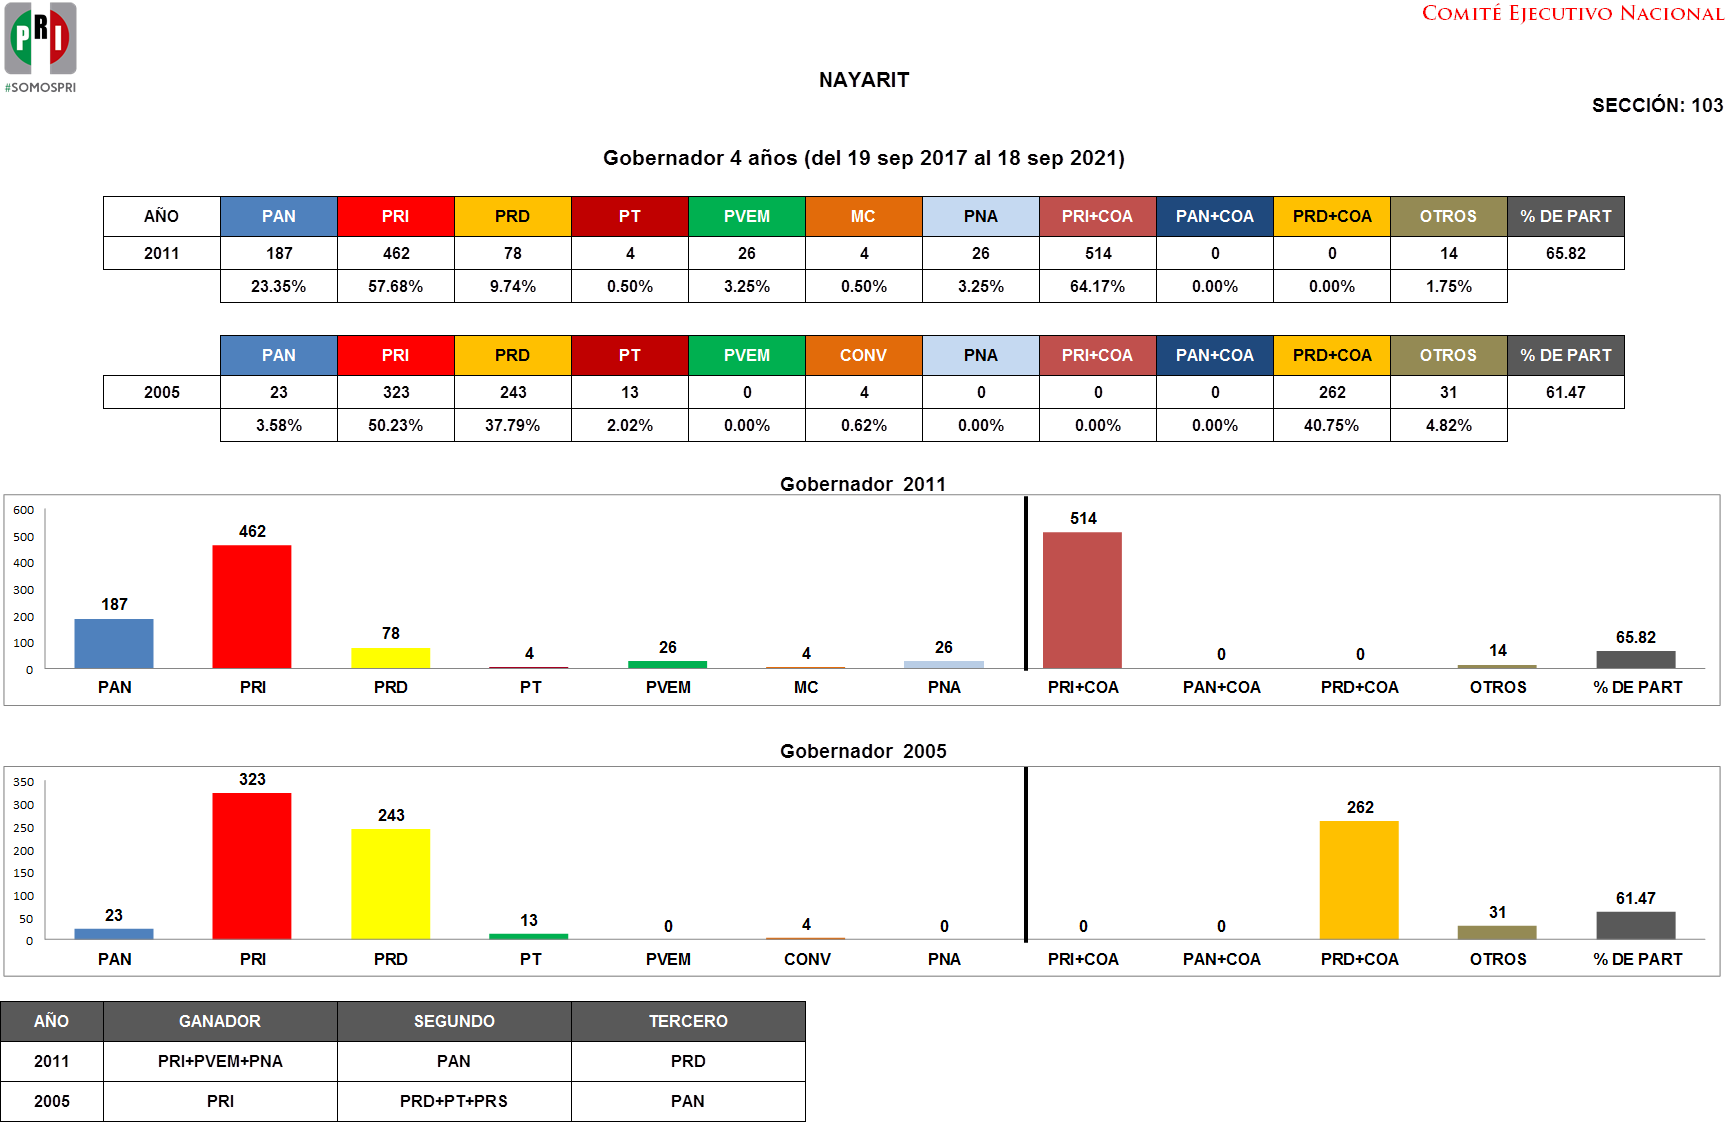 PRI
#SOMOSPRI
COMITÉ EJECUTIVO NACIONAL
NAYARIT
SECCIÓN: 103
Gobernador 4 años (del 19 sep 2017 al 18 sep 2021)
AÑO PAN PRI PRD PT PVEM MC PNA PRI+COA PAN+COA PRD+COA OTROS % DE PART
2011 187 462 78 4 26 4 26 514 0 0 14 65.82
23.35% 57.68% 9.74% 0.50% 3.25% 0.50% 3.25% 64.17% 0.00% 0.00% 1.75%
PAN PRI PRD PT PVEM CONV PNA PRI+COA PAN+COA PRD+COA OTROS % DE PART
2005 23 323 243 13 0 4 0 0 0 262 31 61.47
3.58% 50.23% 37.79% 2.02% 0.00% 0.62% 0.00% 0.00% 0.00% 40.75% 4.82%
Gobernador 2011
600
500
400
300
200
100
0
187 462 78 4 26 4 26 514 0 0 14 65.82
PAN PRI PRD PT PVEM MC PNA PRI+COA PAN+COA PRD+COA OTROS % DE PART
Gobernador 2005
350
300
250
200
150
100
50
0
23 323 243 13 0 4 0 0 0 262 31 61.47
PAN PRI PRD PT PVEM CONV PNA PRI+COA PAN+COA PRD+COA OTROS % DE PART
AÑO GANADOR SEGUNDO TERCERO
2011 PRI+PVEM+PNA PAN PRD
2005 PRI PRD+PT+PRS PAN